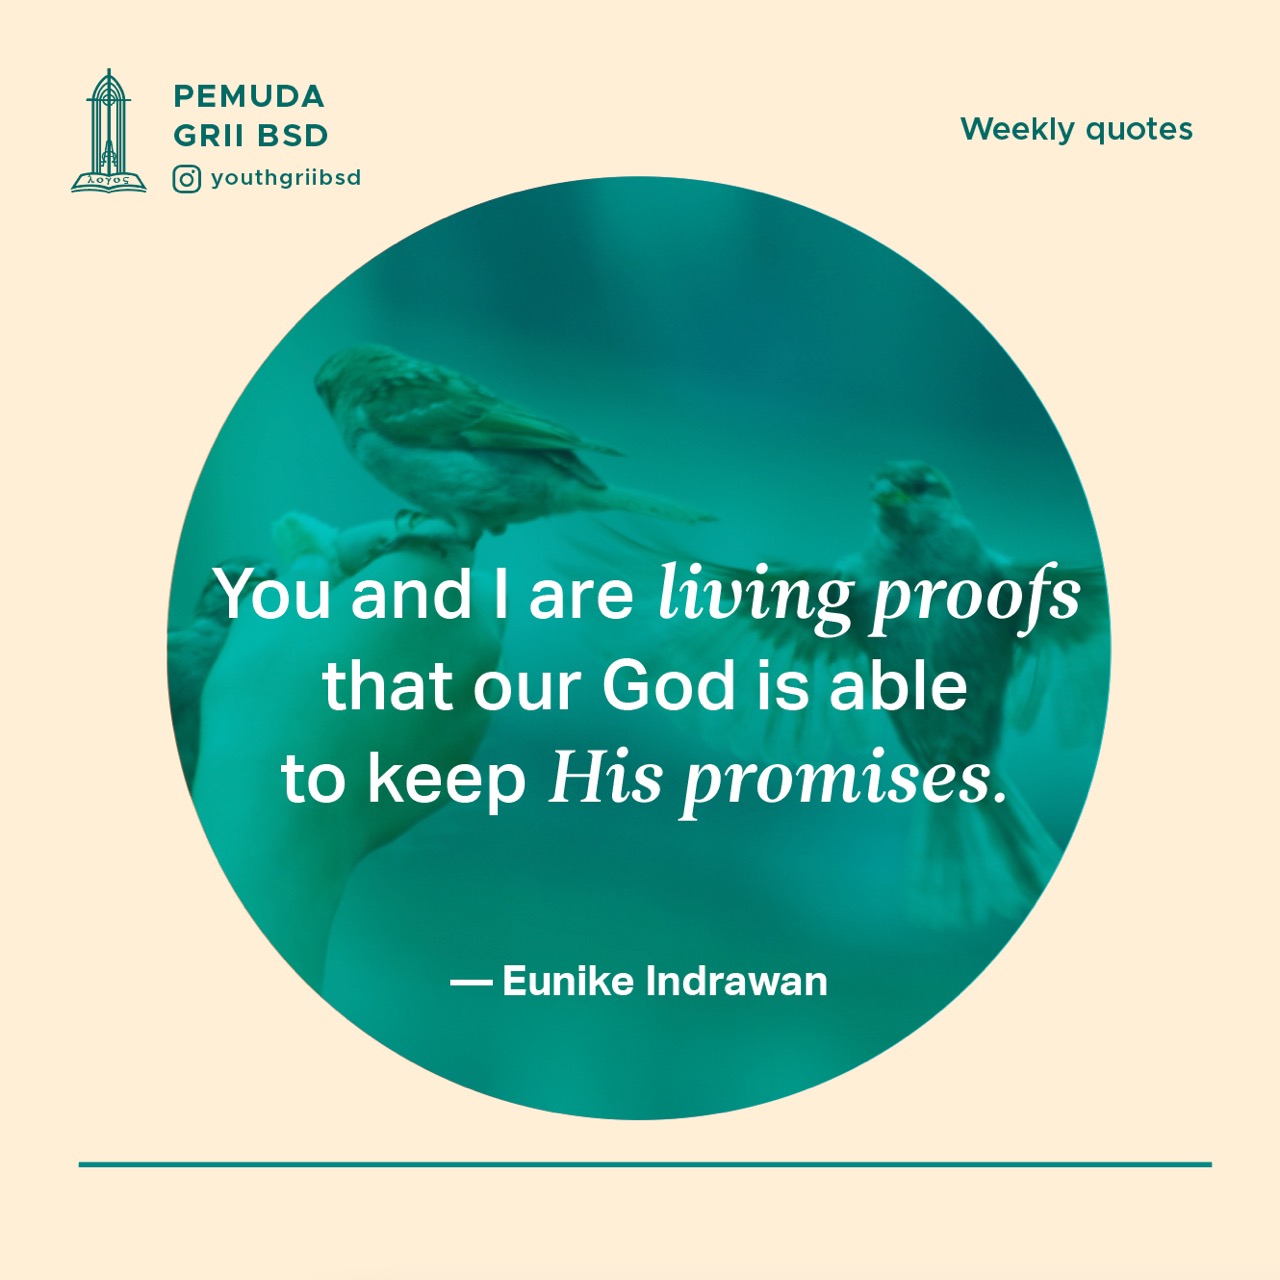 PEMUDA
GRII BSD
youthgriibsd
λογος
Weekly quotes
You and I are living proofs
that our God is able
to keep His promises.
— Eunike Indrawan